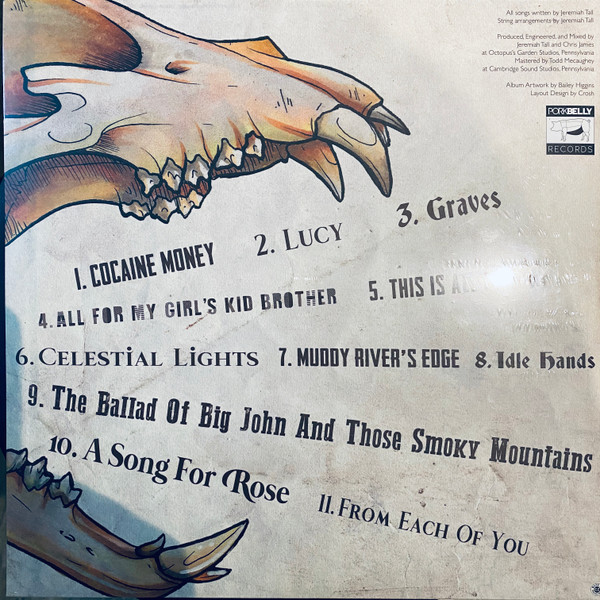 All songs written by Jeremiah Tall
String arrangements by Jeremiah Tall
Produced, Engineered, and Mixed by
Jeremiah Tall and Chris James
at Octopus's Garden Studios, Pennsylvania
Mastered by Todd Mecaughey
at Cambridge Sound Studios, Pennsylvania
Album Artwork by Bailey Higgins
Layout Design by Crosh
PORKBELLY
RECORDS
1. COCAINE MONEY
2. LUCY
3. Graves
4. ALL FOR MY GIRL'S KID BROTHER
5. THIS IS ALL
6. CELESTIAL LIGHTS
7. MUDDY RIVER'S EDGE
8. Idle Hands
9. The Ballad Of Big John And Those Smoky Mountains
10. A Song For Rose
11. FROM EACH OF YOU